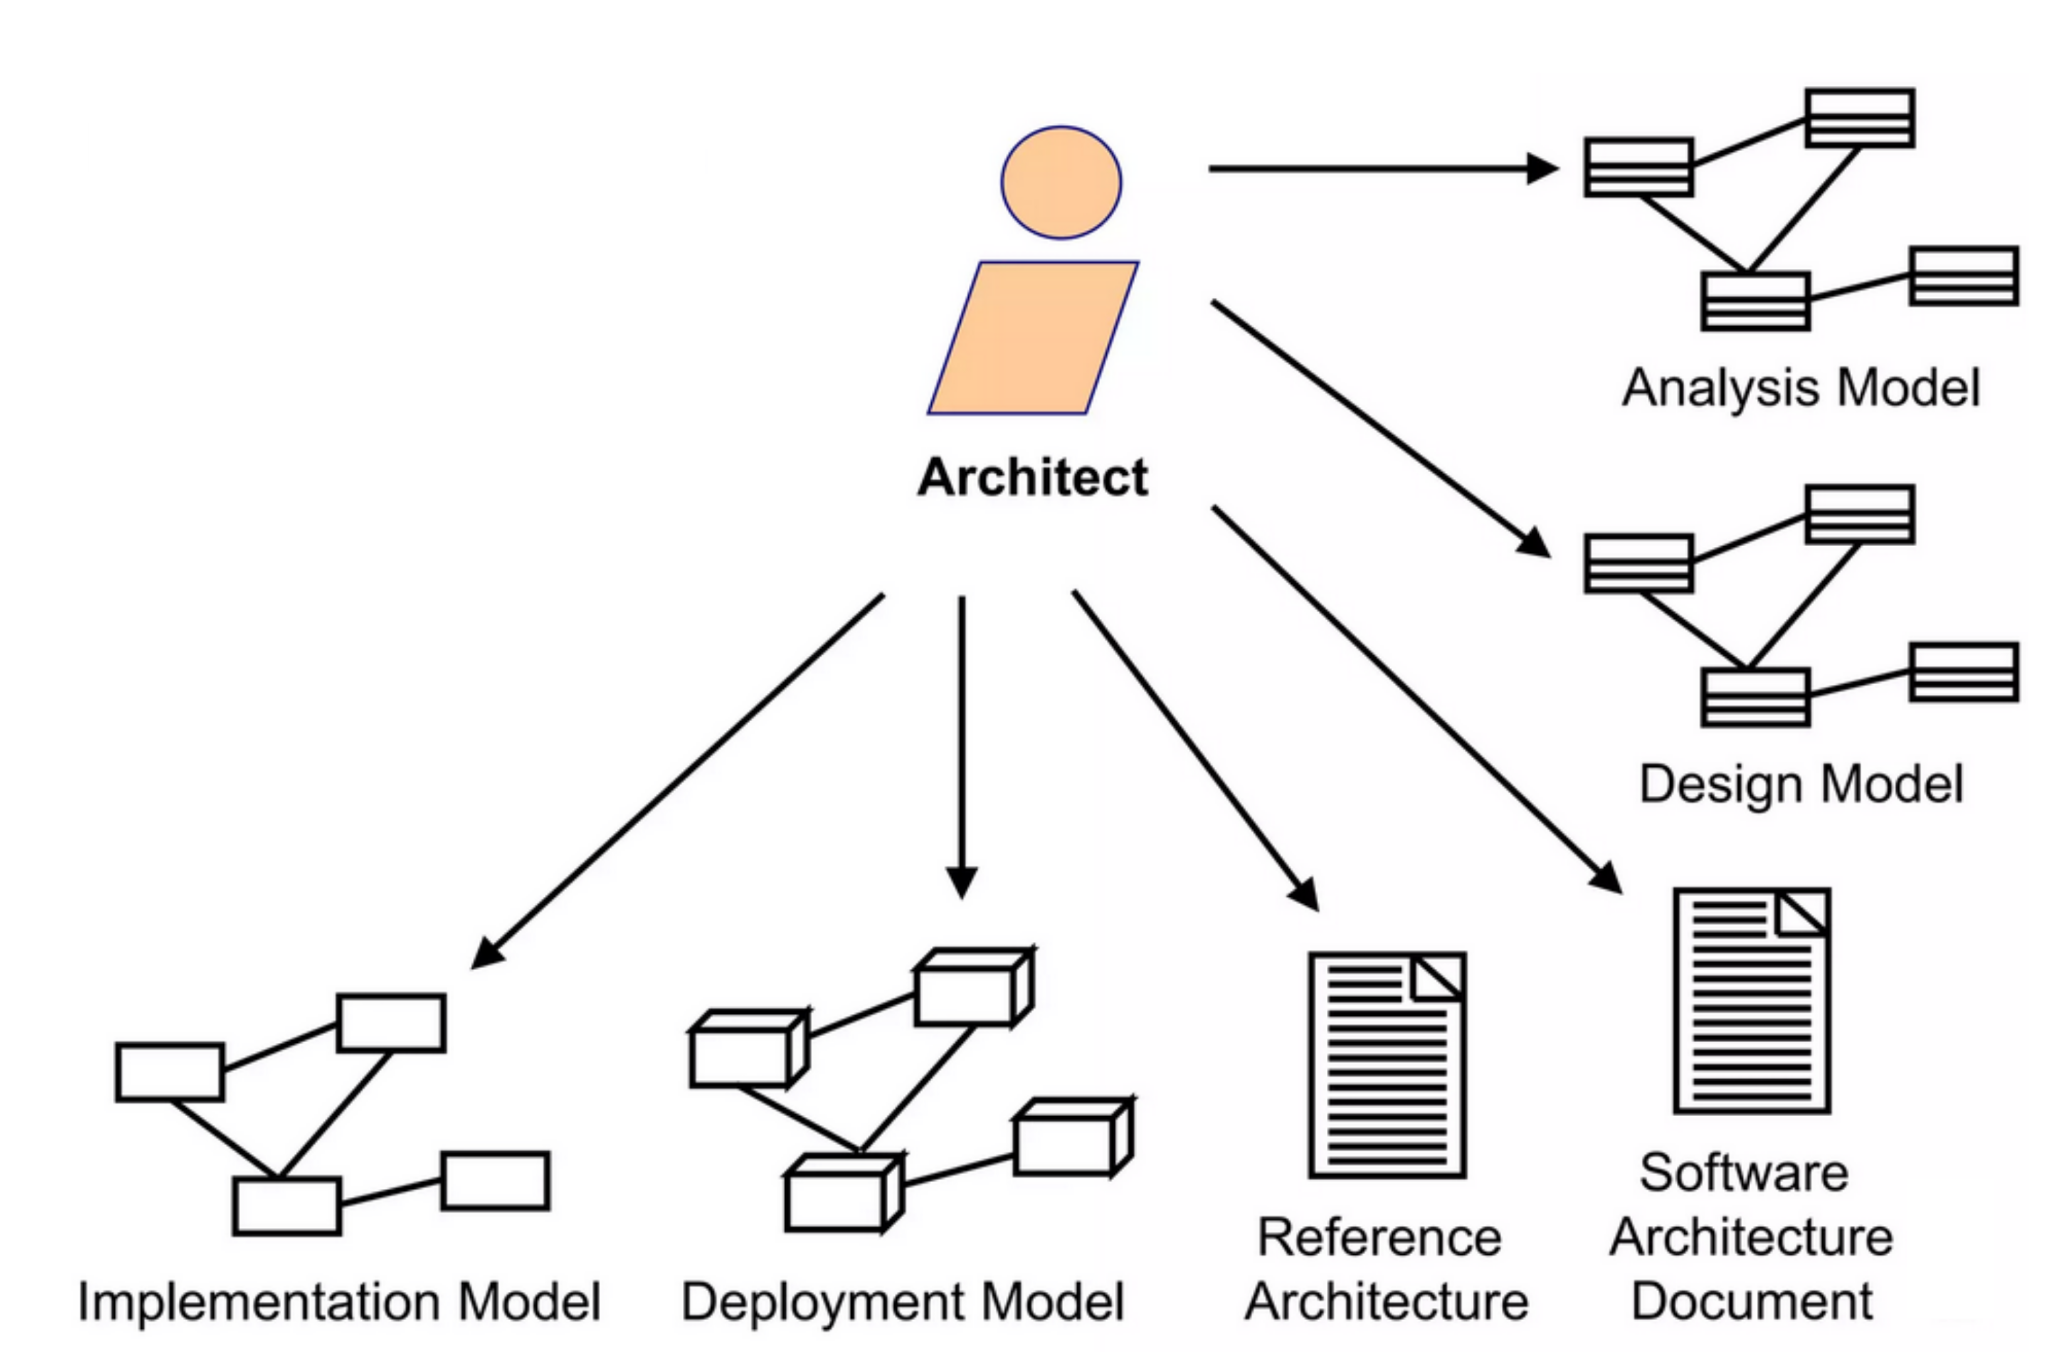 Architect
Analysis Model
Design Model
Implementation Model
Deployment Model
Reference
Architecture
Software
Architecture
Document